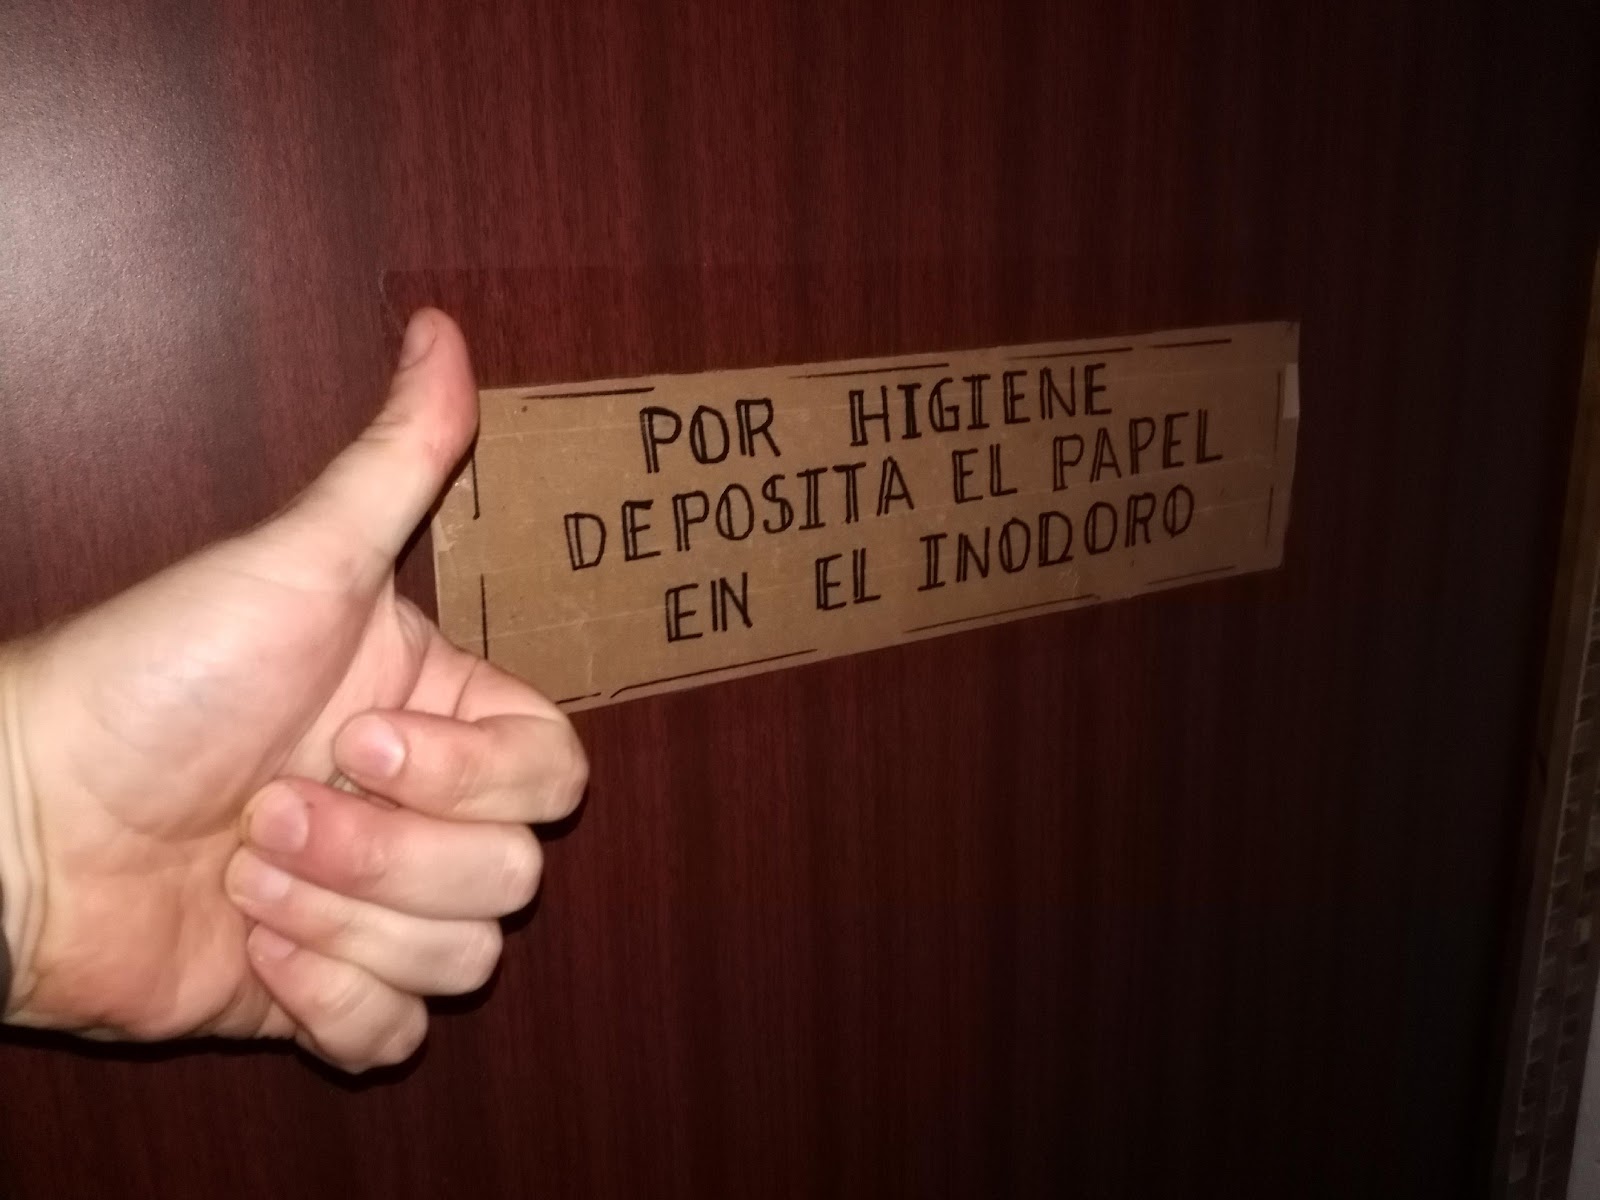 POR HIGIENE
DEPOSITA EL PAPEL
EN EL INODORO